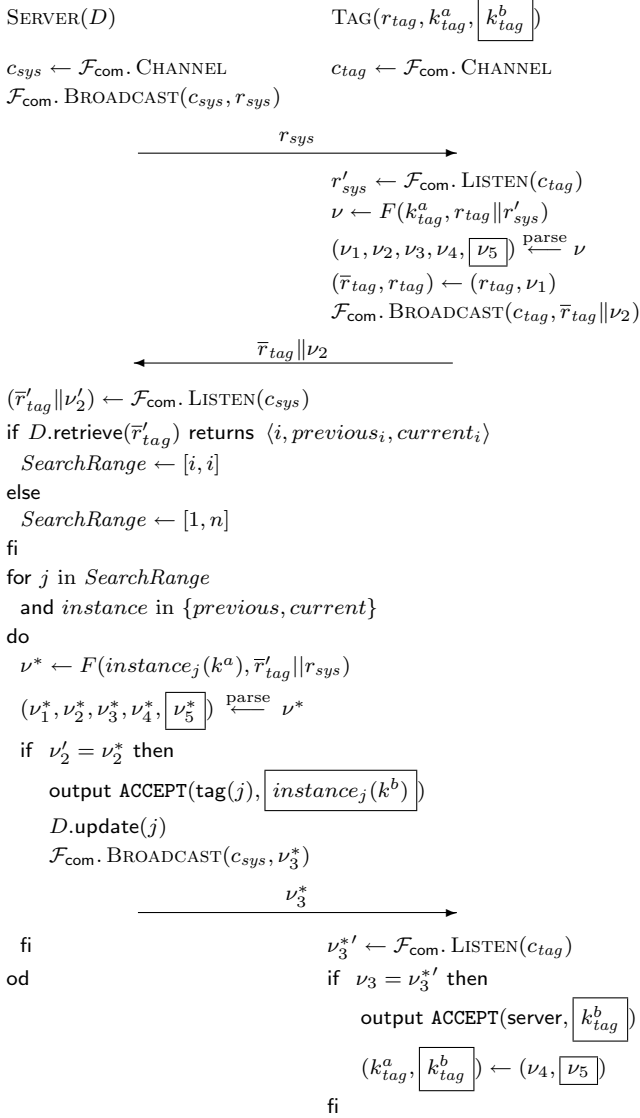 SERVER(D) TAG(r_tag, k^a_tag, k^b_tag)
c_sys ← F_com. CHANNEL c_tag ← F_com. CHANNEL
F_com. BROADCAST(c_sys, r_sys)
r_sys
r′_sys ← F_com. LISTEN(c_tag)
ν ← F(k^a_tag, r_tag‖r′_sys)
(ν_1, ν_2, ν_3, ν_4, ν_5) ←parse ν
(r̄_tag, r_tag) ← (r_tag, ν_1)
F_com. BROADCAST(c_tag, r̄_tag‖ν_2)
r̄_tag‖ν_2
(r̄′_tag‖ν′_2) ← F_com. LISTEN(c_sys)
if D.retrieve(r̄′_tag) returns ⟨i, previous_i, current_i⟩
SearchRange ← [i, i]
else
SearchRange ← [1, n]
fi
for j in SearchRange
and instance in {previous, current}
do
ν* ← F(instance_j(k^a), r̄′_tag||r_sys)
(ν*_1, ν*_2, ν*_3, ν*_4, ν*_5) ←parse ν*
if ν′_2 = ν*_2 then
output ACCEPT(tag(j), instance_j(k^b))
D.update(j)
F_com. BROADCAST(c_sys, ν*_3)
ν*_3
fi ν*_3′ ← F_com. LISTEN(c_tag)
od if ν_3 = ν*_3′ then
output ACCEPT(server, k^b_tag)
(k^a_tag, k^b_tag) ← (ν_4, ν_5)
fi